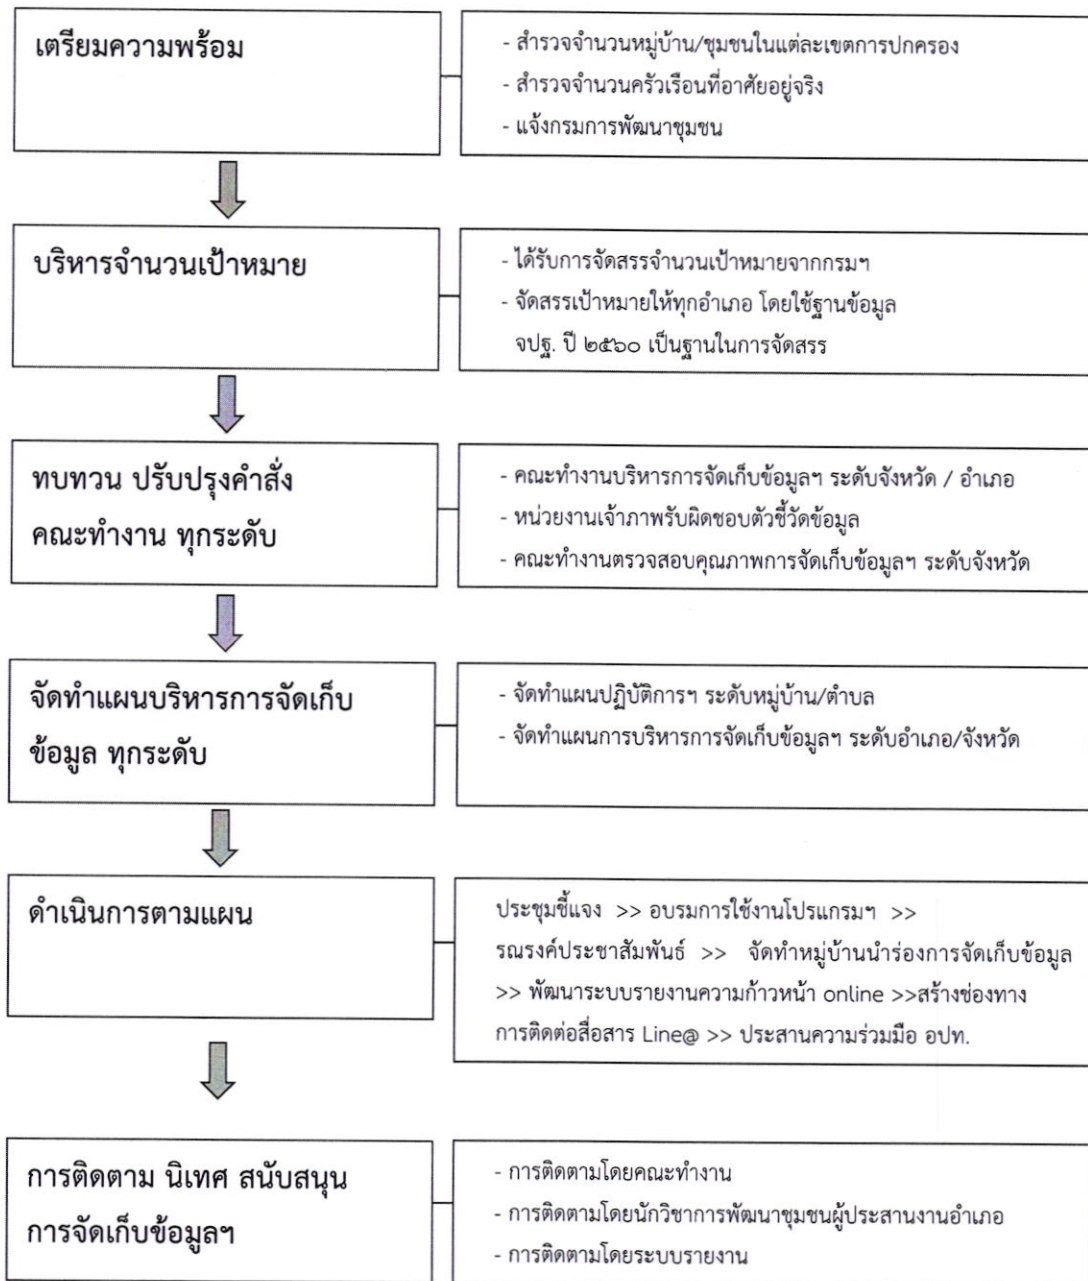 เตรียมความพร้อม
- สำรวจจำนวนหมู่บ้าน/ชุมชนในแต่ละเขตการปกครอง
- สำรวจจำนวนครัวเรือนที่อาศัยอยู่จริง
- แจ้งกรมการพัฒนาชุมชน
บริหารจำนวนเป้าหมาย
- ได้รับการจัดสรรจำนวนเป้าหมายจากกรมฯ
- จัดสรรเป้าหมายให้ทุกอำเภอ โดยใช้ฐานข้อมูล
จปฐ. ปี ๒๕๖๐ เป็นฐานในการจัดสรร
ทบทวน ปรับปรุงคำสั่ง
คณะทำงาน ทุกระดับ
- คณะทำงานบริหารการจัดเก็บข้อมูลฯ ระดับจังหวัด / อำเภอ
- หน่วยงานเจ้าภาพรับผิดชอบตัวชี้วัดข้อมูล
- คณะทำงานตรวจสอบคุณภาพการจัดเก็บข้อมูลฯ ระดับจังหวัด
จัดทำแผนบริหารการจัดเก็บ
ข้อมูล ทุกระดับ
- จัดทำแผนปฏิบัติการฯ ระดับหมู่บ้าน/ตำบล
- จัดทำแผนการบริหารการจัดเก็บข้อมูลฯ ระดับอำเภอ/จังหวัด
ดำเนินการตามแผน
ประชุมชี้แจง >> อบรมการใช้งานโปรแกรมฯ >>
รณรงค์ประชาสัมพันธ์ >> จัดทำหมู่บ้านนำร่องการจัดเก็บข้อมูล
>> พัฒนาระบบรายงานความก้าวหน้า online >>สร้างช่องทาง
การติดต่อสื่อสาร Line@ >> ประสานความร่วมมือ อปท.
การติดตาม นิเทศ สนับสนุน
การจัดเก็บข้อมูลฯ
- การติดตามโดยคณะทำงาน
- การติดตามโดยนักวิชาการพัฒนาชุมชนผู้ประสานงานอำเภอ
- การติดตามโดยระบบรายงาน